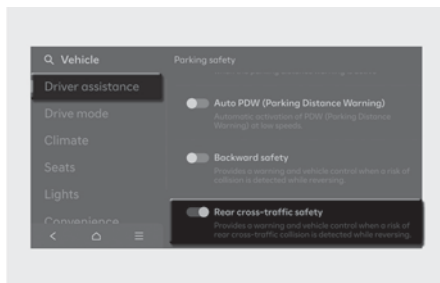 Vehicle
Parking safety
Driver assistance
Auto PDW (Parking Distance Warning)
Automatic activation of PDW (Parking Distance
Warning) at low speeds.
Drive mode
Climate
Backward safety
Provides a warning and vehicle control when a risk of
collision is detected while reversing.
Seats
Lights
Rear cross-traffic safety
Provides a warning and vehicle control when a risk of
rear cross-traffic collision is detected while reversing.
Convenience